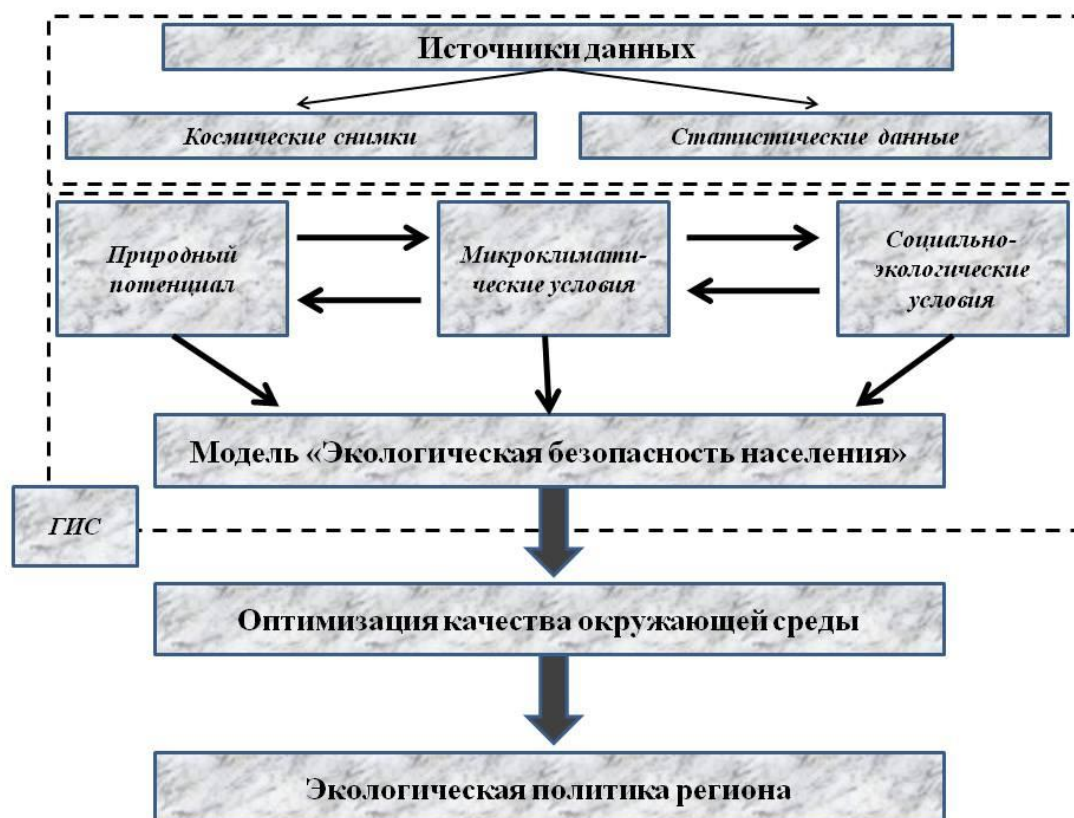 Источники данных
Космические снимки
Статистические данные
Природный
потенциал
Микроклимати-
ческие условия
Социально-
экологические
условия
Модель «Экологическая безопасность населения»
ГИС
Оптимизация качества окружающей среды
Экологическая политика региона